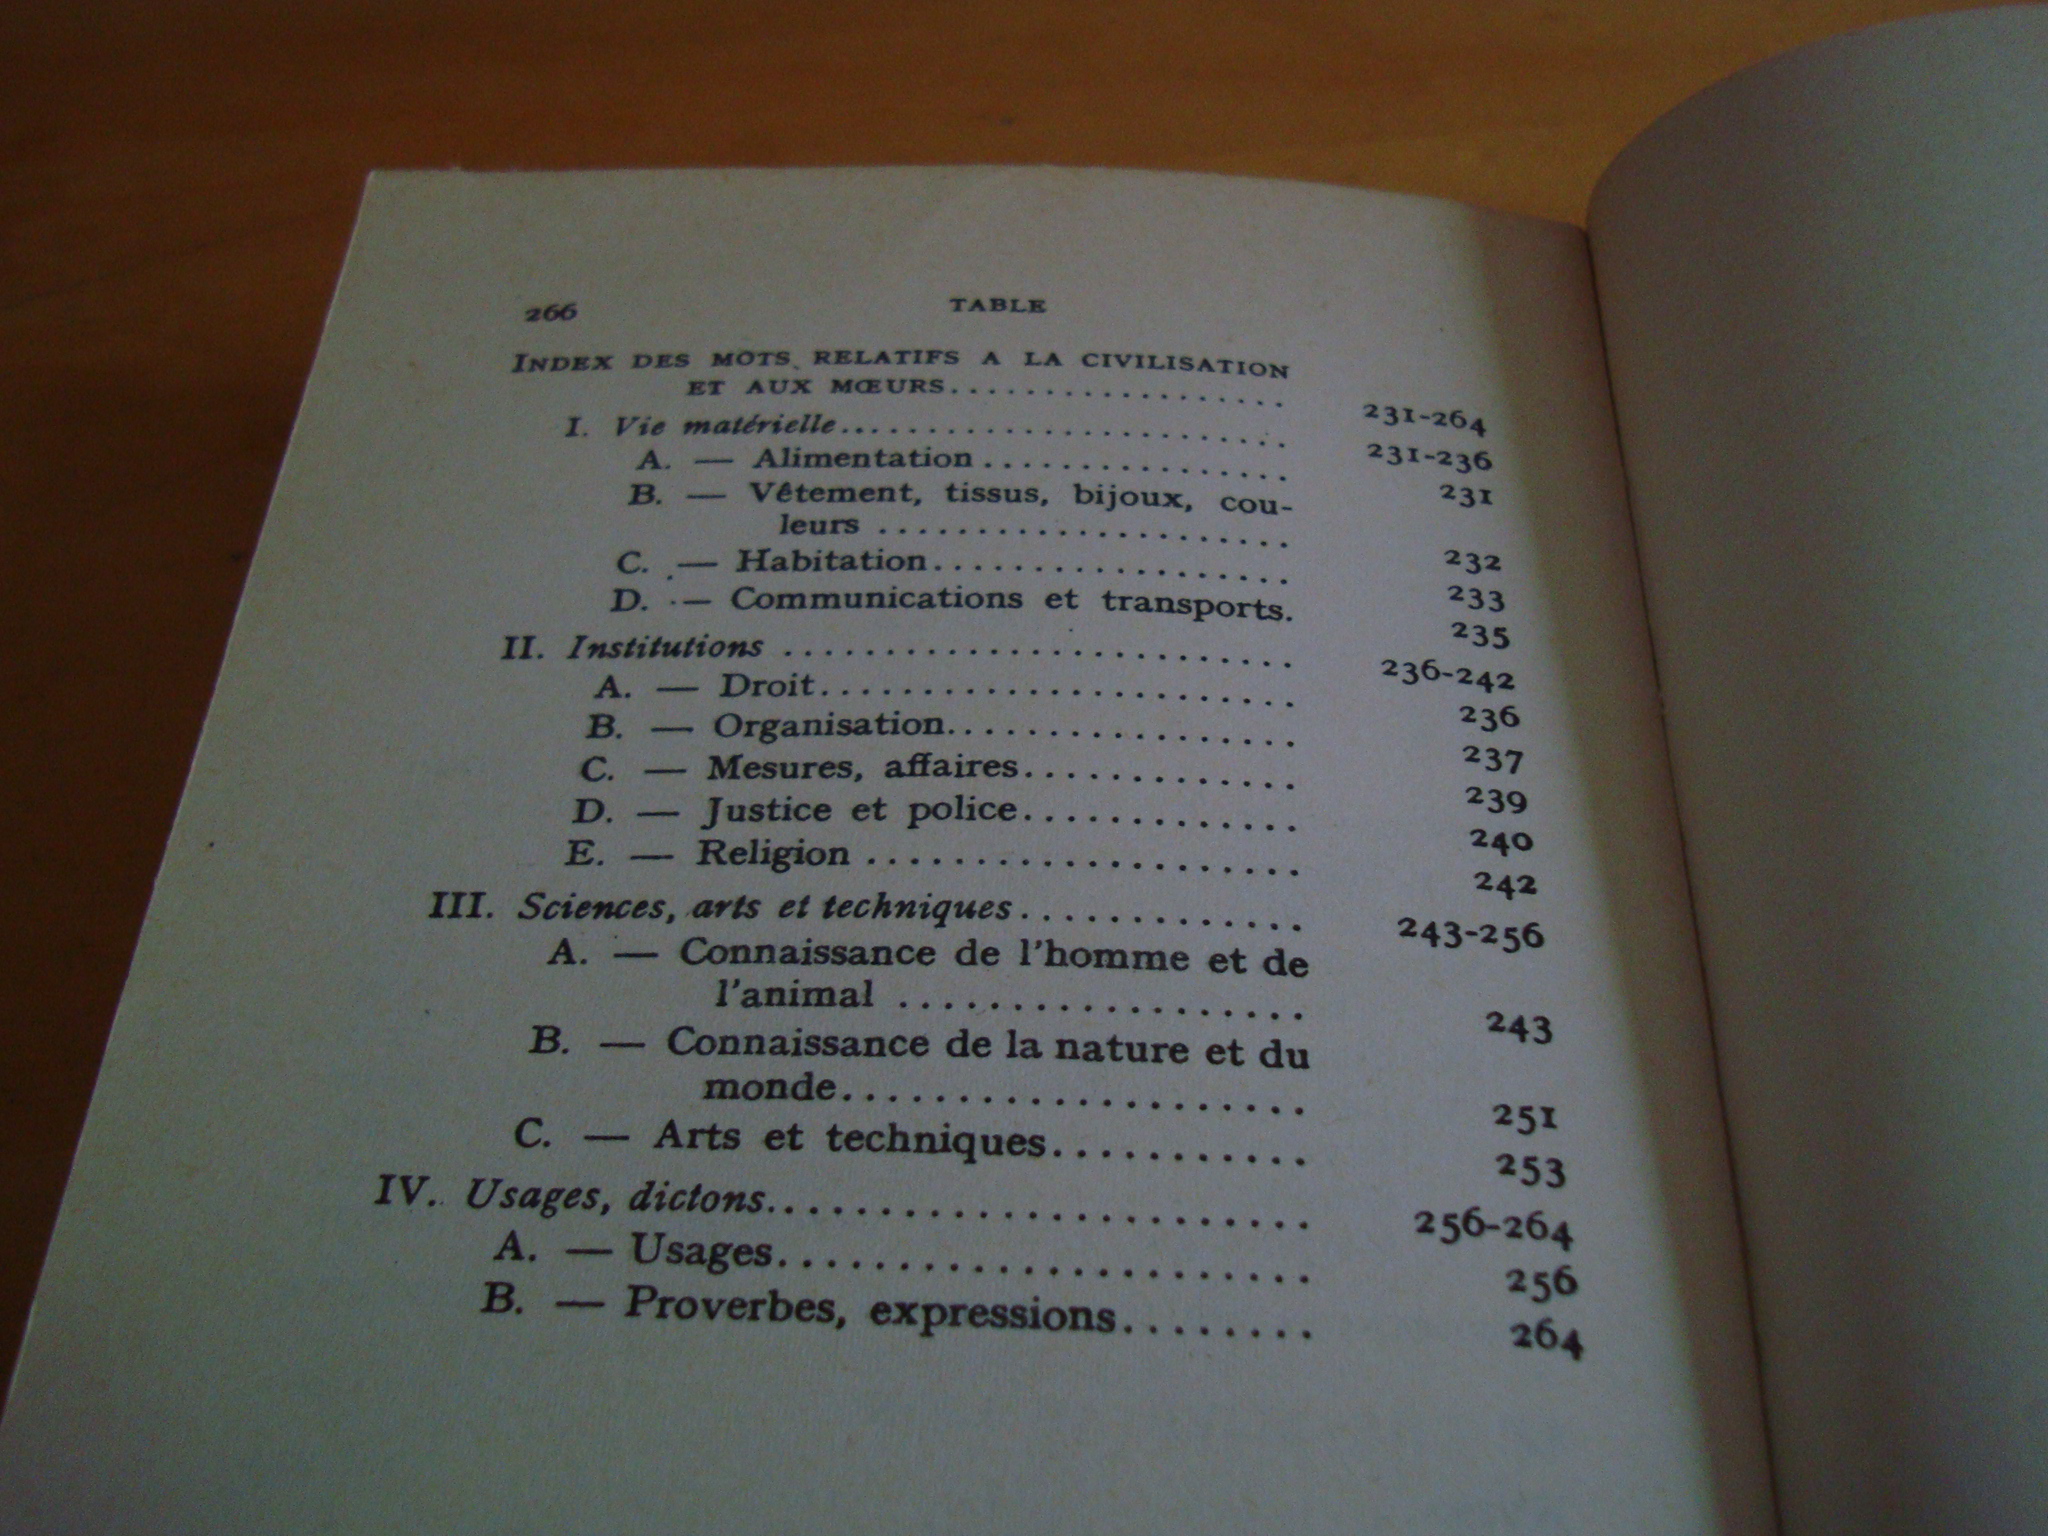 266 TABLE
INDEX DES MOTS RELATIFS A LA CIVILISATION
ET AUX MŒURS.................. 231-264
I. Vie matérielle....................... 231-236
A. — Alimentation ............... 231
B. — Vêtement, tissus, bijoux, cou-
leurs .................... 232
C. — Habitation.................. 233
D. — Communications et transports. 235
II. Institutions ......................... 236-242
A. — Droit....................... 236
B. — Organisation................. 237
C. — Mesures, affaires.............. 239
D. — Justice et police.............. 240
E. — Religion ..................... 242
III. Sciences, arts et techniques............. 243-256
A. — Connaissance de l'homme et de
l'animal .................. 243
B. — Connaissance de la nature et du
monde.................... 251
C. — Arts et techniques............ 253
IV. Usages, dictons........................ 256-264
A. — Usages....................... 256
B. — Proverbes, expressions........ 264